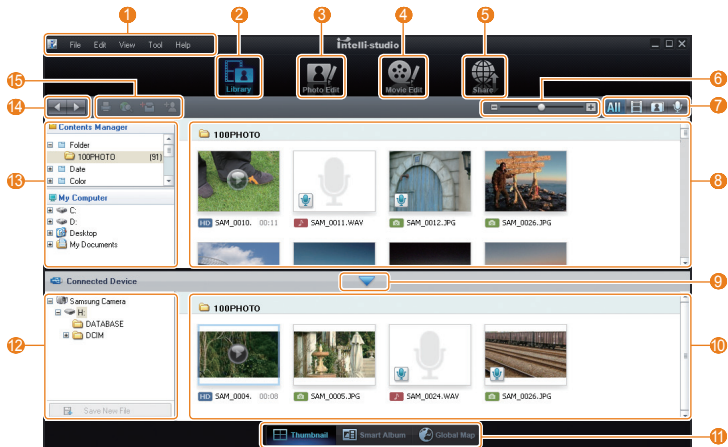 1 2 3 4 5
File Edit View Tool Help
intelli-studio
Library Photo Edit Movie Edit Share
15 6
14 All 7
Contents Manager
Folder
100PHOTO (91)
Date
Color
13
My Computer
C:
D:
Desktop
My Documents
100PHOTO
HD SAM_0010. 00:11 SAM_0011.WAV SAM_0012.JPG SAM_0026.JPG
8
Connected Device 9
Samsung Camera
H:
DATABASE
DCIM
12
Save New File
100PHOTO
HD SAM_0004. 00:08 SAM_0005.JPG SAM_0024.WAV SAM_0026.JPG
10
Thumbnail Smart Album Global Map 11